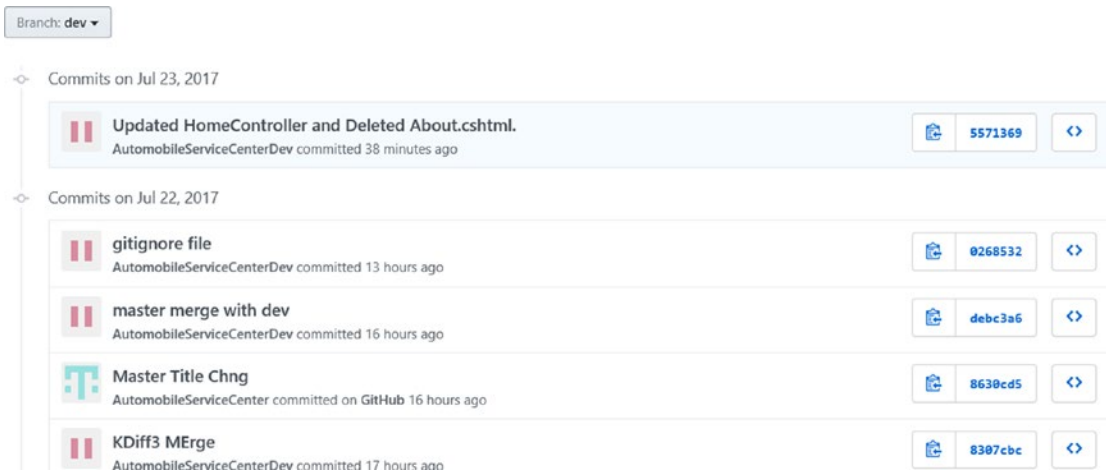 Branch: dev
Commits on Jul 23, 2017
Updated HomeController and Deleted About.cshtml.
5571369
AutomobileServiceCenterDev committed 38 minutes ago
Commits on Jul 22, 2017
gitignore file
0268532
AutomobileServiceCenterDev committed 13 hours ago
master merge with dev
debc3a6
AutomobileServiceCenterDev committed 16 hours ago
Master Title Chng
8630cd5
AutomobileServiceCenter committed on GitHub 16 hours ago
KDiff3 MErge
8307cbc
AutomobileServiceCenterDev committed 17 hours ago